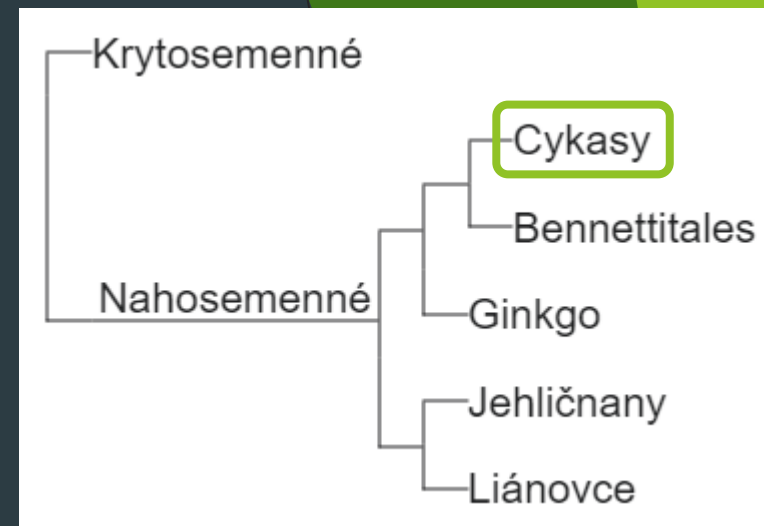 Krytosemenné
Cykasy
Bennettitales
Nahosemenné
Ginkgo
Jehličnany
Liánovce